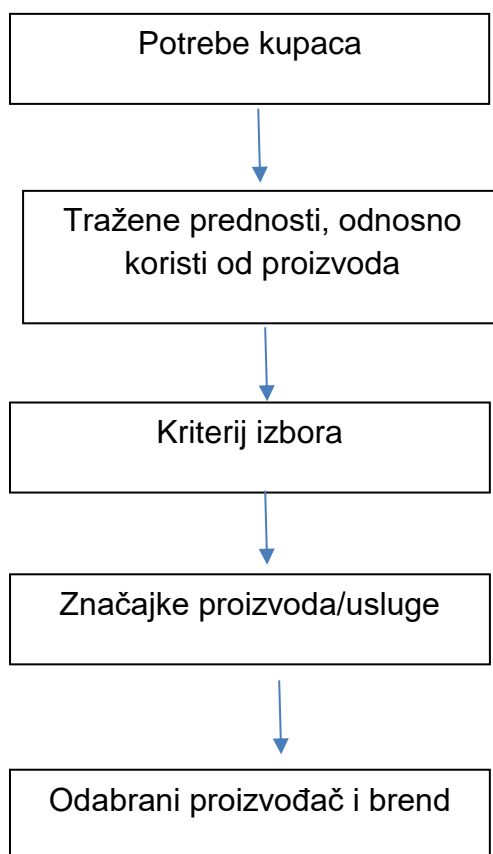 Potrebe kupaca
Tražene prednosti, odnosno
koristi od proizvoda
Kriterij izbora
Značajke proizvoda/usluge
Odabrani proizvođač i brend